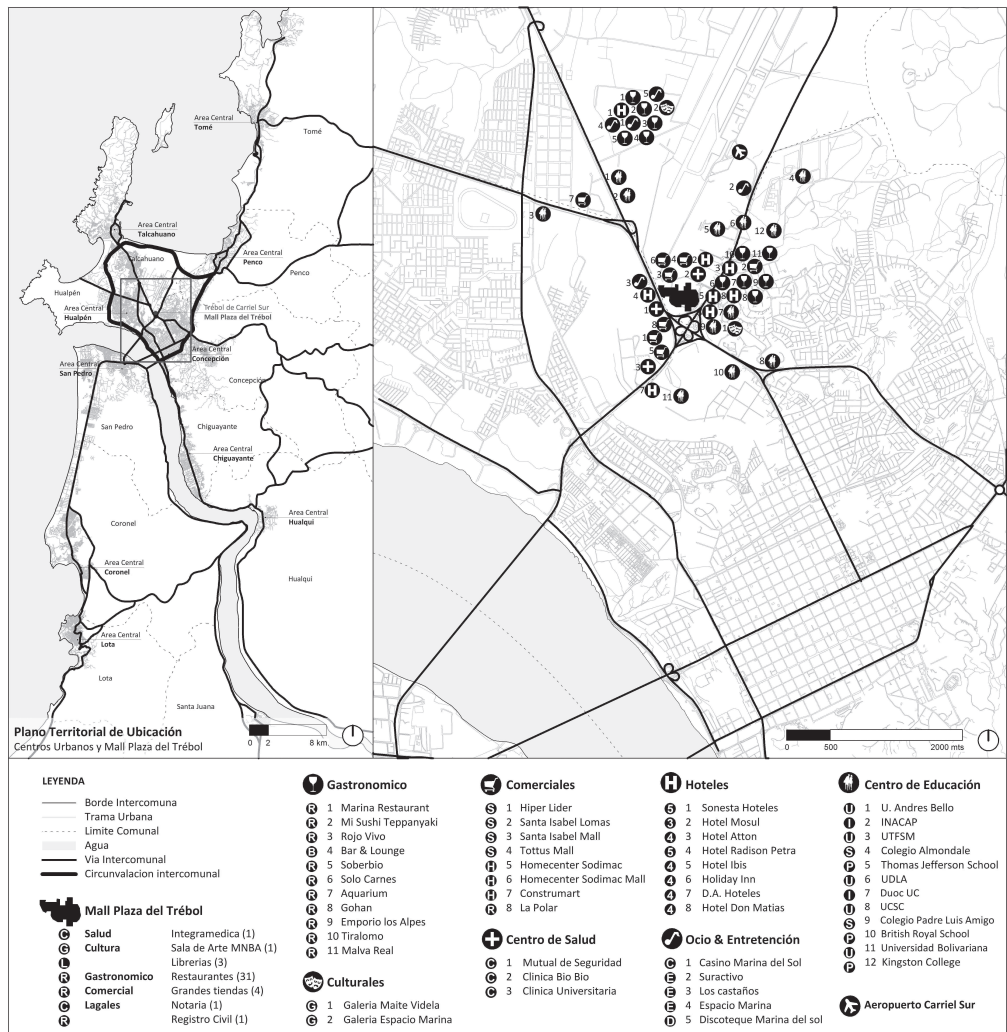 Area Central
Tomé
Tomé
Area Central
Talcahuano
Talcahuano
Area Central
Penco
Penco
Hualpén
Area Central
Hualpén
Trébol de Carriel Sur
Mall Plaza del Trébol
Area Central
Concepción
Area Central
San Pedro
Concepción
San Pedro
Chiguayante
Area Central
Chiguayante
Coronel
Area Central
Hualqui
Area Central
Coronel
Hualqui
Area Central
Lota
Lota
Santa Juana
Plano Territorial de Ubicación
Centros Urbanos y Mall Plaza del Trébol
0 2 8 km
0 500 2000 mts
LEYENDA
Borde Intercomuna
Trama Urbana
Limite Comunal
Agua
Via Intercomunal
Circunvalacion intercomunal
Mall Plaza del Trébol
C Salud Integramedica (1)
G Cultura Sala de Arte MNBA (1)
L Librerias (3)
R Gastronomico Restaurantes (31)
R Comercial Grandes tiendas (4)
C Lagales Notaria (1)
R Registro Civil (1)
Gastronomico
R 1 Marina Restaurant
R 2 Mi Sushi Teppanyaki
R 3 Rojo Vivo
B 4 Bar & Lounge
R 5 Soberbio
R 6 Solo Carnes
R 7 Aquarium
R 8 Gohan
R 9 Emporio los Alpes
R 10 Tiralomo
R 11 Malva Real
Culturales
G 1 Galeria Maite Videla
G 2 Galeria Espacio Marina
Comerciales
S 1 Hiper Lider
S 2 Santa Isabel Lomas
S 3 Santa Isabel Mall
S 4 Tottus Mall
H 5 Homecenter Sodimac
H 6 Homecenter Sodimac Mall
H 7 Construmart
R 8 La Polar
Centro de Salud
C 1 Mutual de Seguridad
C 2 Clinica Bio Bio
C 3 Clinica Universitaria
H Hoteles
5 1 Sonesta Hoteles
3 2 Hotel Mosul
4 3 Hotel Atton
5 4 Hotel Radison Petra
4 5 Hotel Ibis
4 6 Holiday Inn
4 7 D.A. Hoteles
4 8 Hotel Don Matias
Ocio & Entretención
C 1 Casino Marina del Sol
E 2 Suractivo
E 3 Los castaños
E 4 Espacio Marina
D 5 Discoteque Marina del sol
Centro de Educación
U 1 U. Andres Bello
I 2 INACAP
U 3 UTFSM
S 4 Colegio Almondale
P 5 Thomas Jefferson School
U 6 UDLA
I 7 Duoc UC
U 8 UCSC
S 9 Colegio Padre Luis Amigo
P 10 British Royal School
U 11 Universidad Bolivariana
P 12 Kingston College
Aeropuerto Carriel Sur